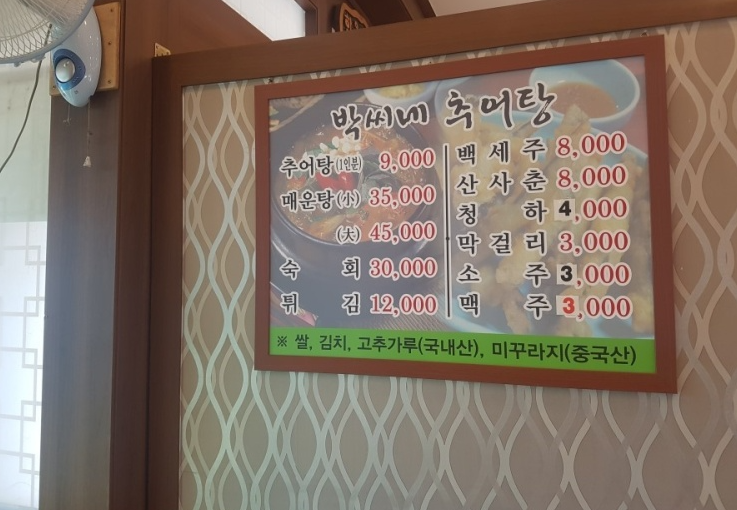 박씨네 추어탕
추어탕(1인분) 9,000
매운탕(小) 35,000
(大) 45,000
숙 회 30,000
튀 김 12,000
백 세 주 8,000
산 사 춘 8,000
청 하 4,000
막 걸 리 3,000
소 주 3,000
맥 주 3,000
※ 쌀, 김치, 고추가루(국내산), 미꾸라지(중국산)